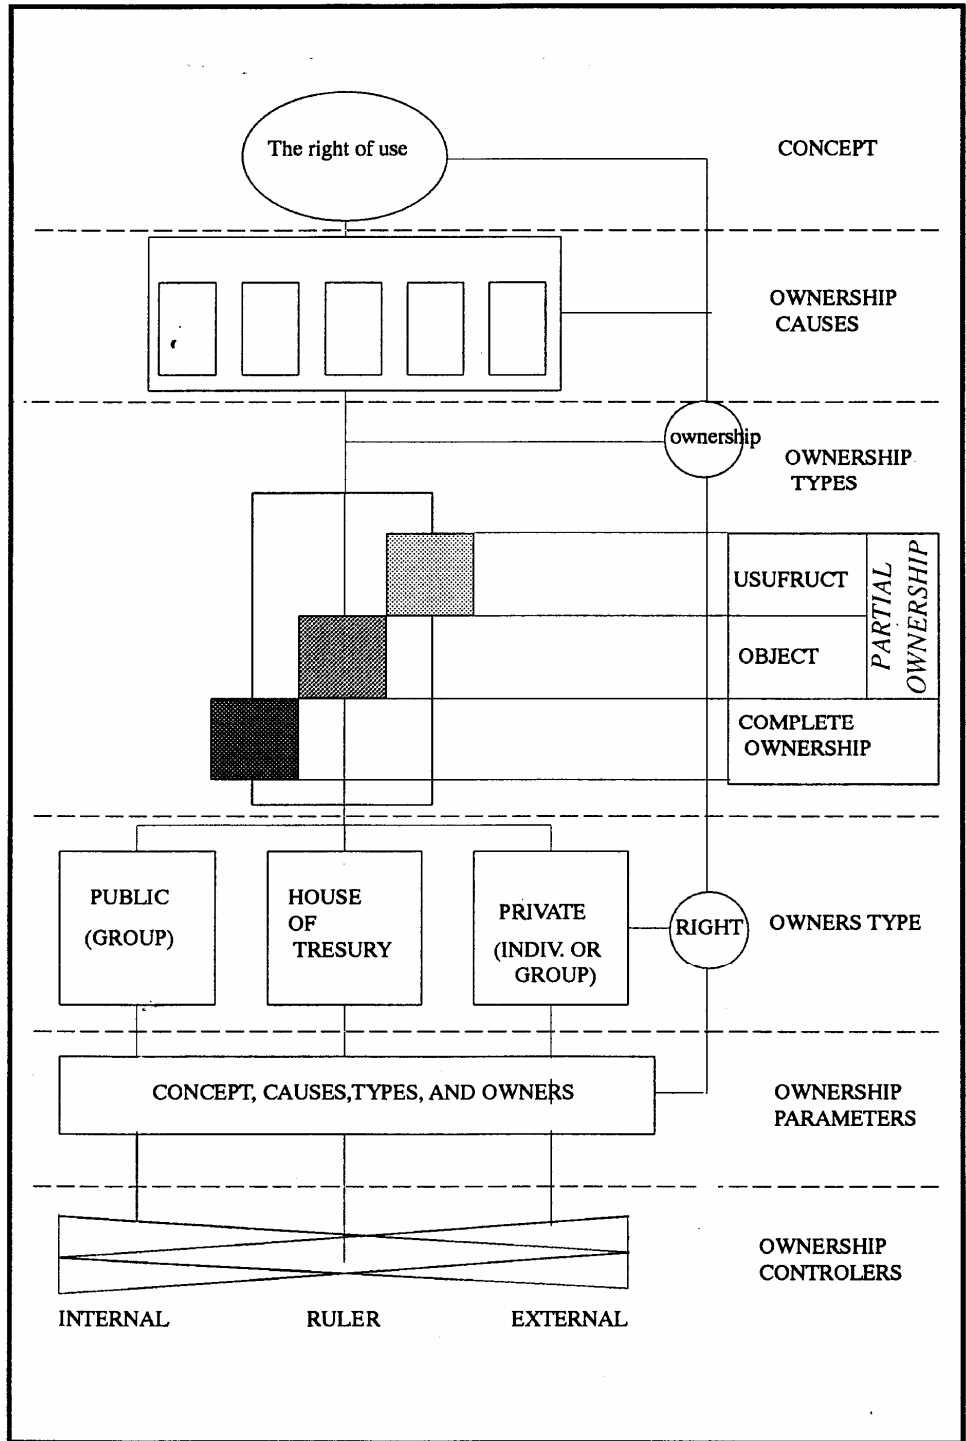 The right of use
CONCEPT
OWNERSHIP
CAUSES
ownership
OWNERSHIP
TYPES
USUFRUCT
OBJECT
PARTIAL
OWNERSHIP
COMPLETE
OWNERSHIP
PUBLIC
(GROUP)
HOUSE
OF
TRESURY
PRIVATE
(INDIV. OR
GROUP)
RIGHT
OWNERS TYPE
CONCEPT, CAUSES,TYPES, AND OWNERS
OWNERSHIP
PARAMETERS
OWNERSHIP
CONTROLERS
INTERNAL
RULER
EXTERNAL